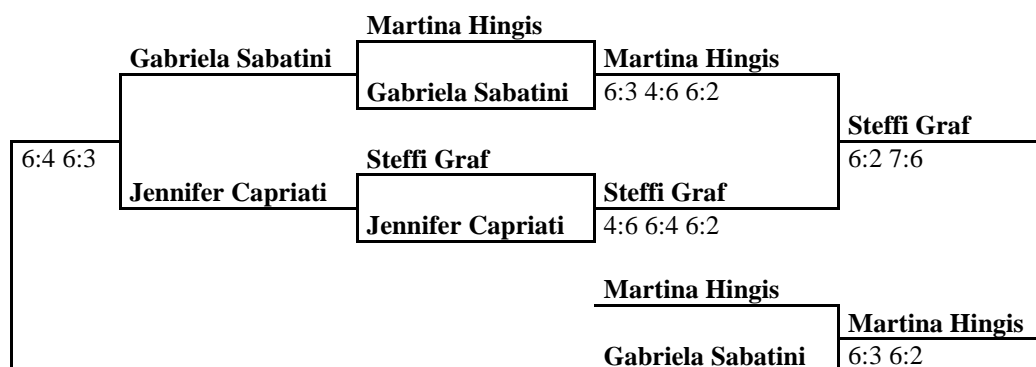 Martina Hingis
Gabriela Sabatini
Martina Hingis
Gabriela Sabatini
6:3 4:6 6:2
Steffi Graf
6:4 6:3
Steffi Graf
6:2 7:6
Jennifer Capriati
Steffi Graf
Jennifer Capriati
4:6 6:4 6:2
Martina Hingis
Martina Hingis
Gabriela Sabatini
6:3 6:2